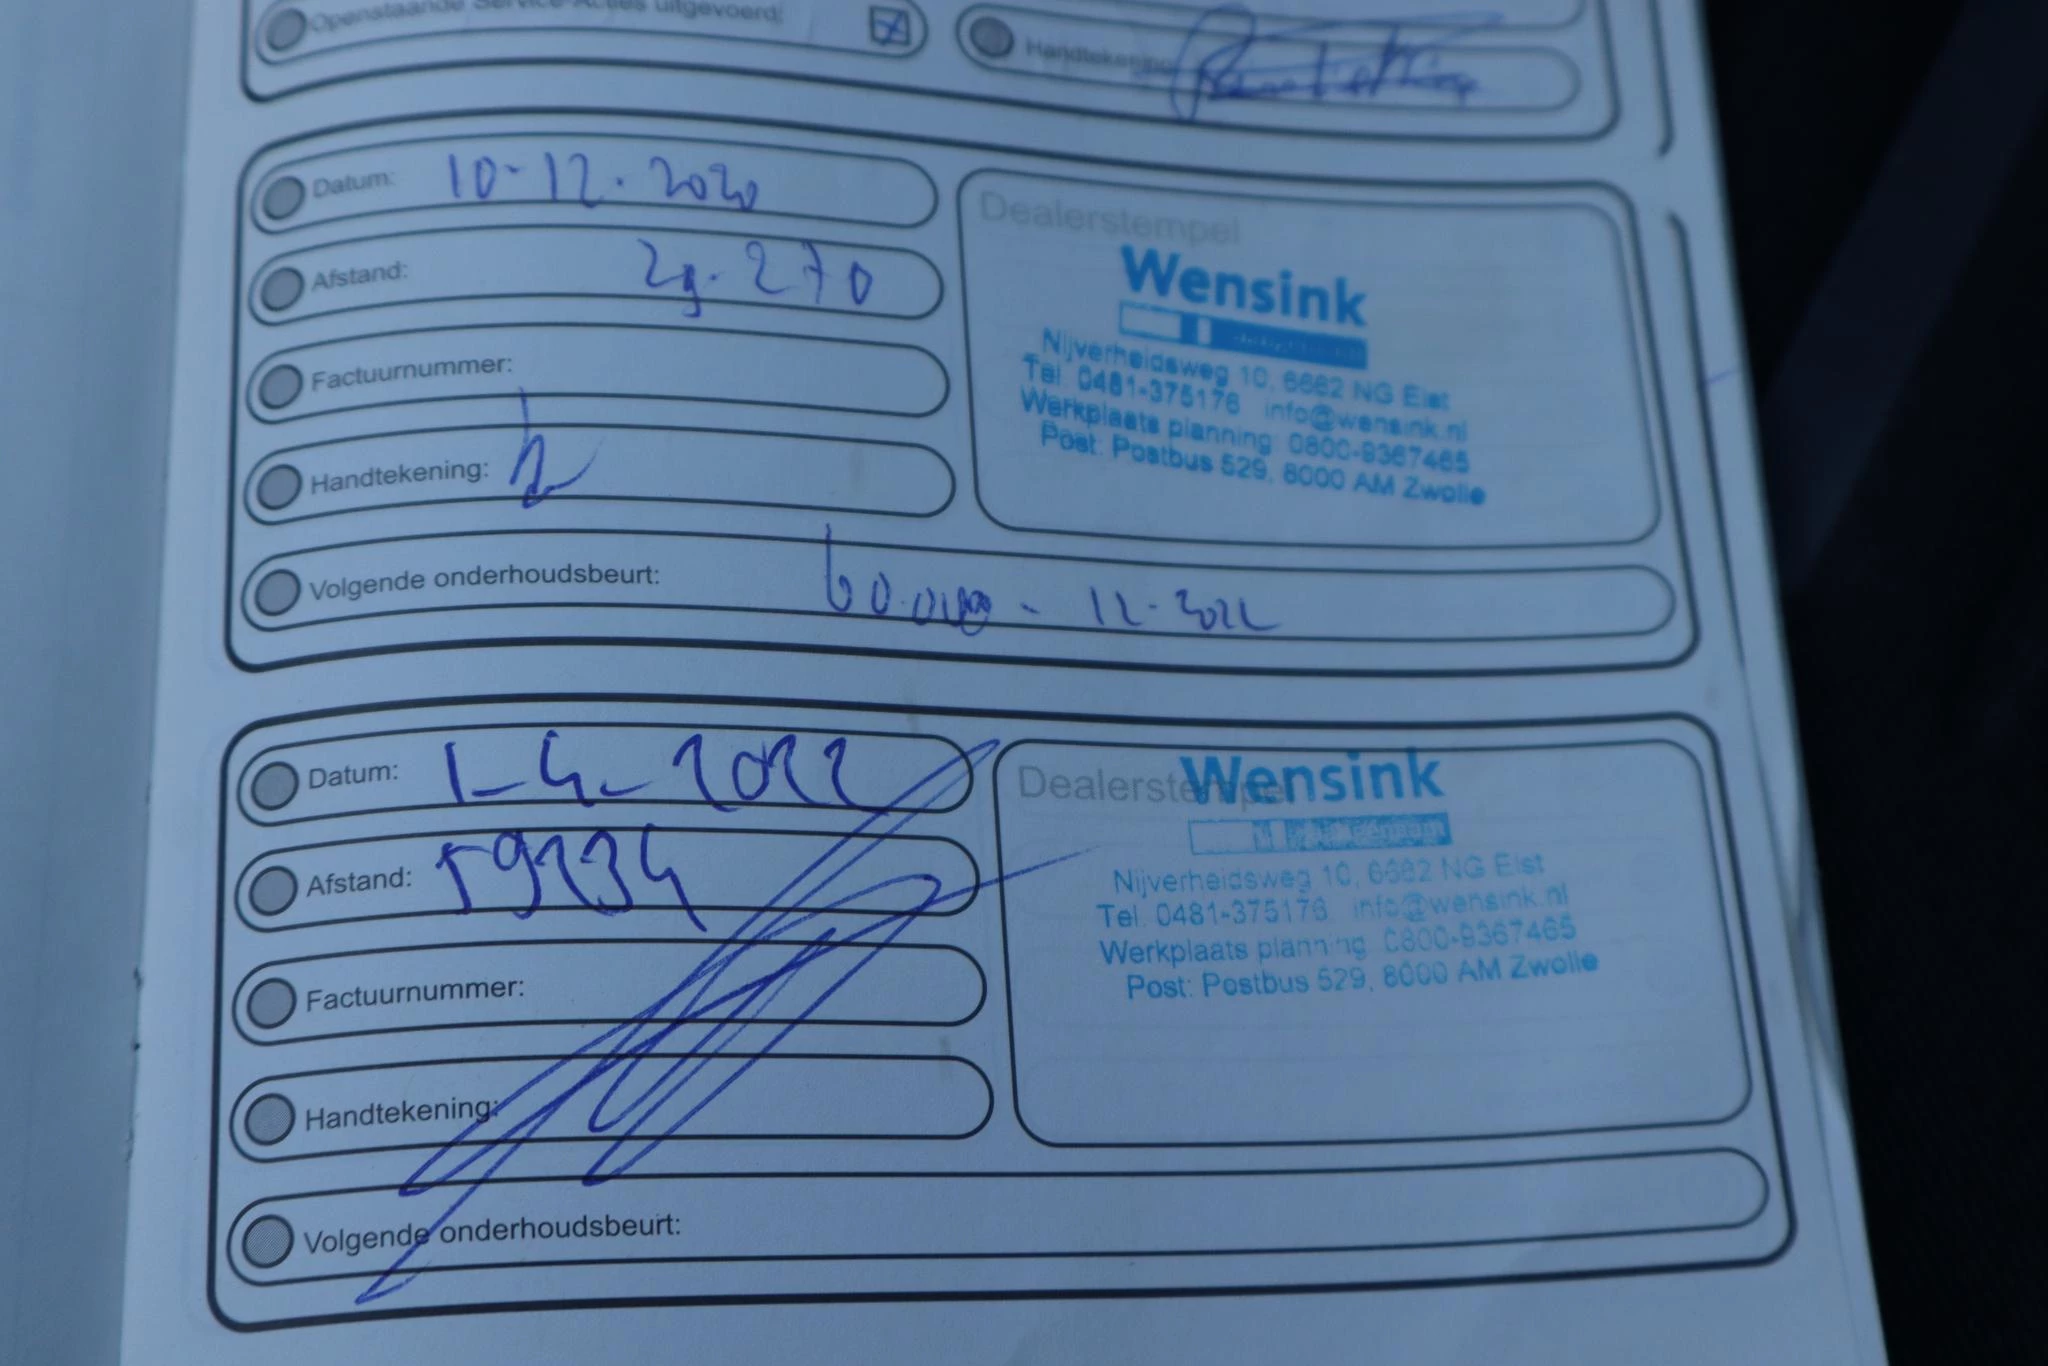 Openstaande Service-Acties uitgevoerd:
Handtekening
Datum: 10-12-2020
Afstand: 29.270
Factuurnummer:
Handtekening:
Volgende onderhoudsbeurt: 60.000 - 12-2022
Dealerstempel
Wensink
Nijverheidsweg 10, 6662 NG Elst
Tel. 0481-375176 info@wensink.nl
Werkplaats planning: 0800-9367465
Post: Postbus 529, 8000 AM Zwolle
Datum: 1-4-2022
Afstand: 59234
Factuurnummer:
Handtekening:
Volgende onderhoudsbeurt:
Dealerstempel
Wensink
Nijverheidsweg 10, 6662 NG Elst
Tel. 0481-375176 info@wensink.nl
Werkplaats planning: 0800-9367465
Post: Postbus 529, 8000 AM Zwolle